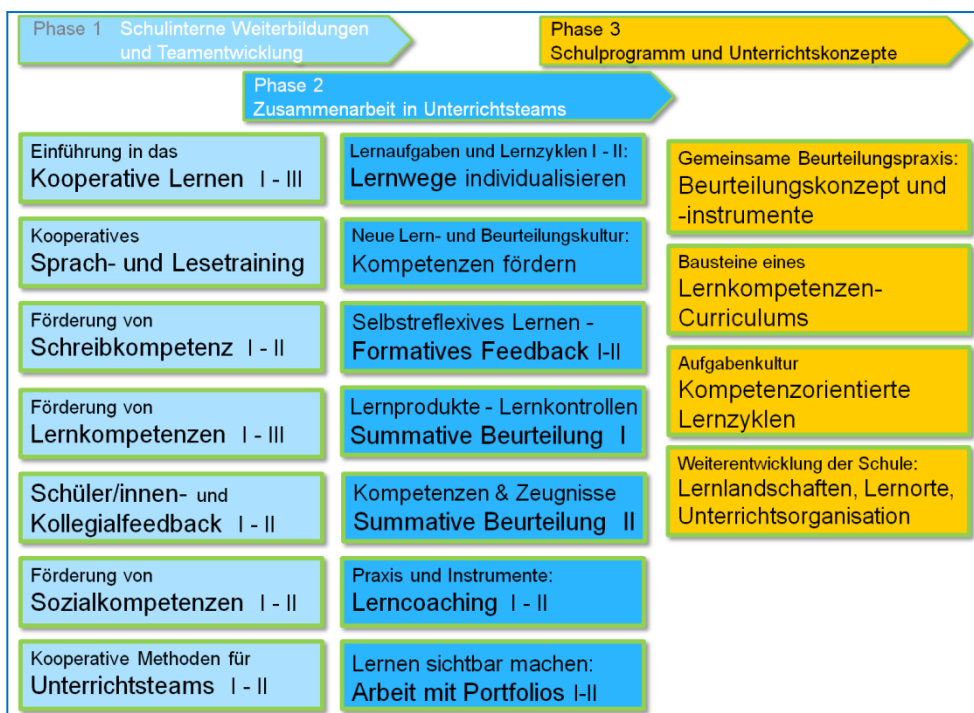 Phase 1 Schulinterne Weiterbildungen
und Teamentwicklung
Phase 3
Schulprogramm und Unterrichtskonzepte
Phase 2
Zusammenarbeit in Unterrichtsteams
Einführung in das
Kooperative Lernen I - III
Kooperatives
Sprach- und Lesetraining
Förderung von
Schreibkompetenz I - II
Förderung von
Lernkompetenzen I - III
Schüler/innen- und
Kollegialfeedback I - II
Förderung von
Sozialkompetenzen I - II
Kooperative Methoden für
Unterrichtsteams I - II
Lernaufgaben und Lernzyklen I - II:
Lernwege individualisieren
Neue Lern- und Beurteilungskultur:
Kompetenzen fördern
Selbstreflexives Lernen -
Formatives Feedback I-II
Lernprodukte - Lernkontrollen
Summative Beurteilung I
Kompetenzen & Zeugnisse
Summative Beurteilung II
Praxis und Instrumente:
Lerncoaching I - II
Lernen sichtbar machen:
Arbeit mit Portfolios I-II
Gemeinsame Beurteilungspraxis:
Beurteilungskonzept und
-instrumente
Bausteine eines
Lernkompetenzen-
Curriculums
Aufgabenkultur
Kompetenzorientierte
Lernzyklen
Weiterentwicklung der Schule:
Lernlandschaften, Lernorte,
Unterrichtsorganisation